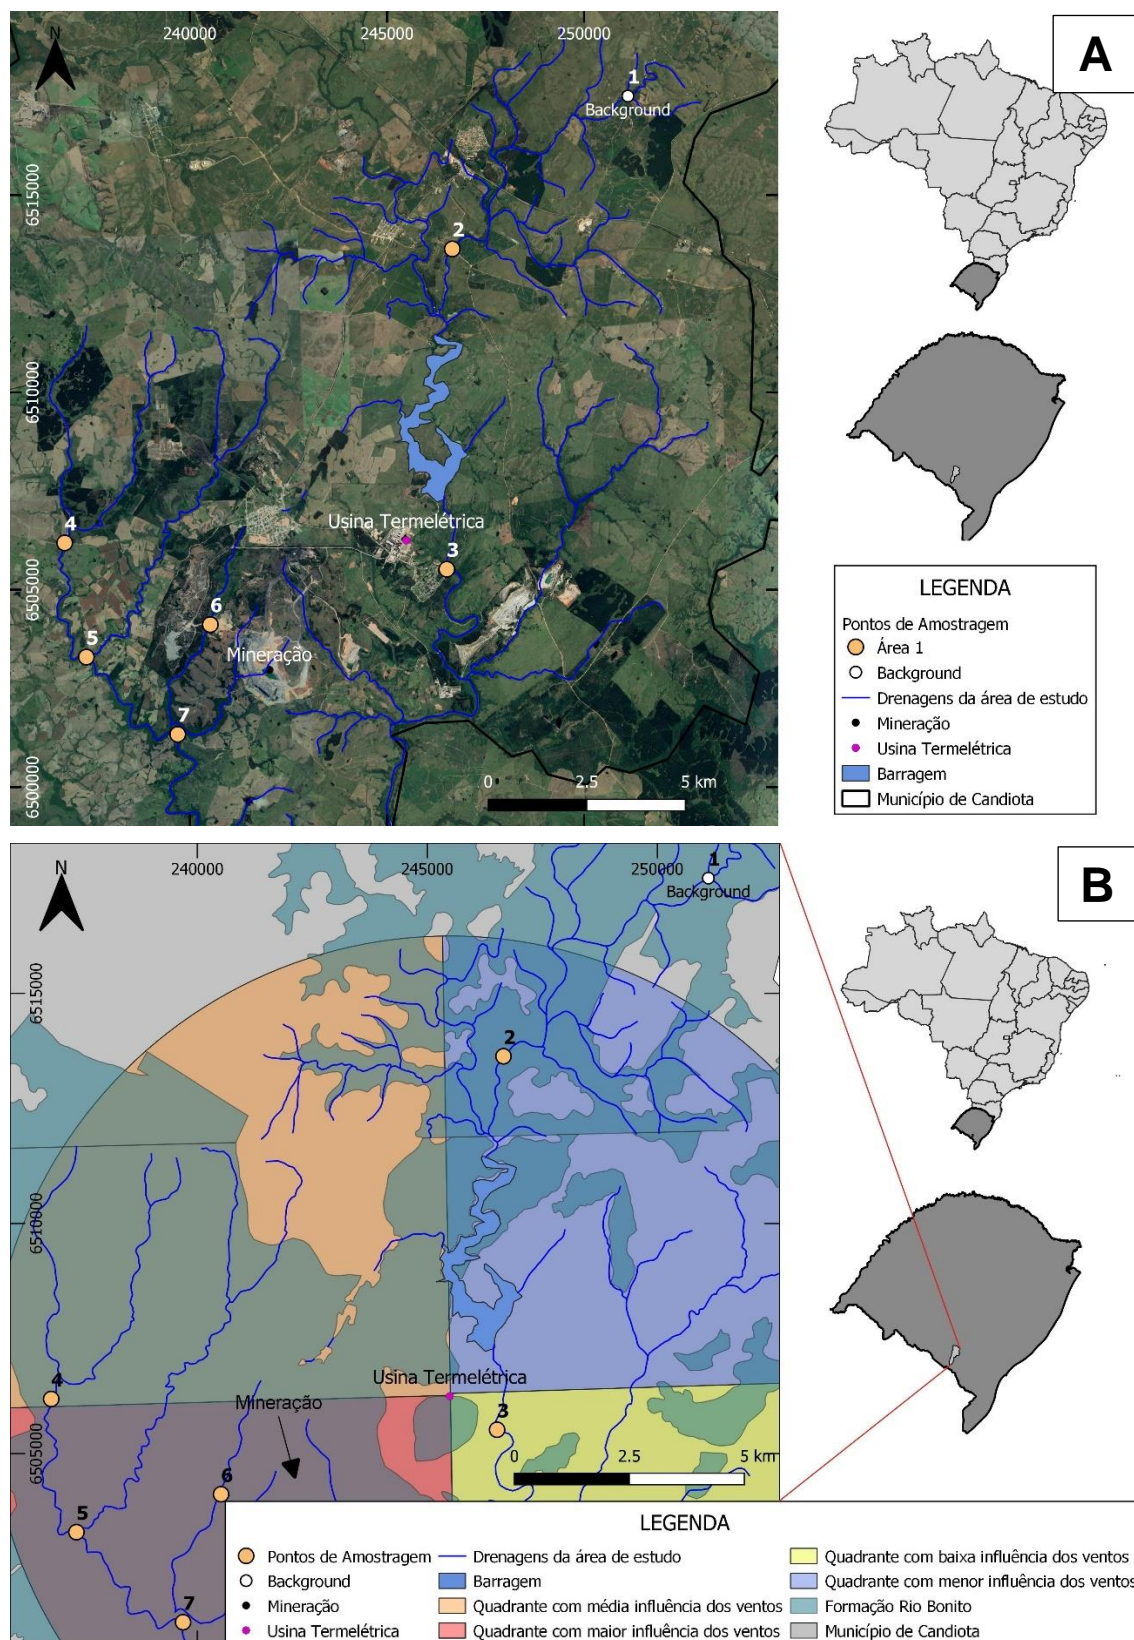 N
240000
245000
250000
1
Background
6515000
2
6510000
Usina Termelétrica
4
3
6505000
6
5
Mineração
7
6500000
0
2.5
5 km
A
LEGENDA
Pontos de Amostragem
Área 1
Background
Drenagens da área de estudo
Mineração
Usina Termelétrica
Barragem
Município de Candiota
N
240000
245000
250000
1
Background
6515000
2
6510000
Usina Termelétrica
4
Mineração
3
6505000
0
2.5
5 km
6
5
7
B
LEGENDA
Pontos de Amostragem
Background
Mineração
Usina Termelétrica
Drenagens da área de estudo
Barragem
Quadrante com média influência dos ventos
Quadrante com maior influência dos ventos
Quadrante com baixa influência dos ventos
Quadrante com menor influência dos ventos
Formação Rio Bonito
Município de Candiota